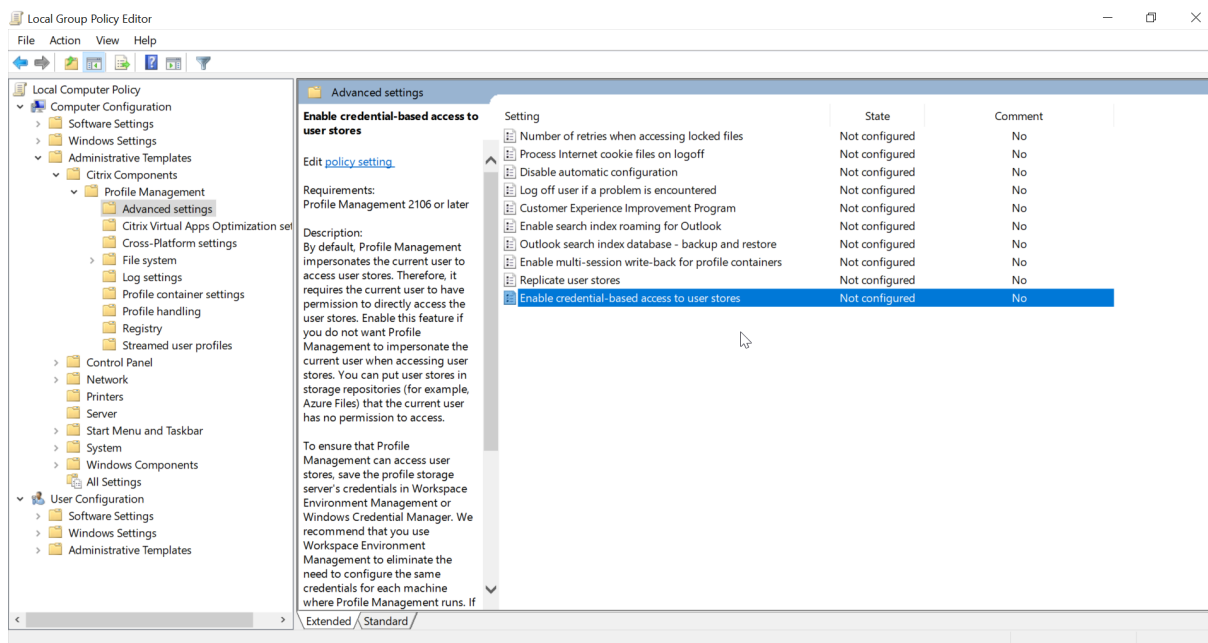 Local Group Policy Editor
File Action View Help
Local Computer Policy
Computer Configuration
Software Settings
Windows Settings
Administrative Templates
Citrix Components
Profile Management
Advanced settings
Citrix Virtual Apps Optimization set
Cross-Platform settings
File system
Log settings
Profile container settings
Profile handling
Registry
Streamed user profiles
Control Panel
Network
Printers
Server
Start Menu and Taskbar
System
Windows Components
All Settings
User Configuration
Software Settings
Windows Settings
Administrative Templates
Advanced settings
Enable credential-based access to
user stores
Edit policy setting
Requirements:
Profile Management 2106 or later
Description:
By default, Profile Management
impersonates the current user to
access user stores. Therefore, it
requires the current user to have
permission to directly access the
user stores. Enable this feature if
you do not want Profile
Management to impersonate the
current user when accessing user
stores. You can put user stores in
storage repositories (for example,
Azure Files) that the current user
has no permission to access.
To ensure that Profile
Management can access user
stores, save the profile storage
server's credentials in Workspace
Environment Management or
Windows Credential Manager. We
recommend that you use
Workspace Environment
Management to eliminate the
need to configure the same
credentials for each machine
where Profile Management runs. If
Setting State Comment
Number of retries when accessing locked files Not configured No
Process Internet cookie files on logoff Not configured No
Disable automatic configuration Not configured No
Log off user if a problem is encountered Not configured No
Customer Experience Improvement Program Not configured No
Enable search index roaming for Outlook Not configured No
Outlook search index database - backup and restore Not configured No
Enable multi-session write-back for profile containers Not configured No
Replicate user stores Not configured No
Enable credential-based access to user stores Not configured No
Extended Standard